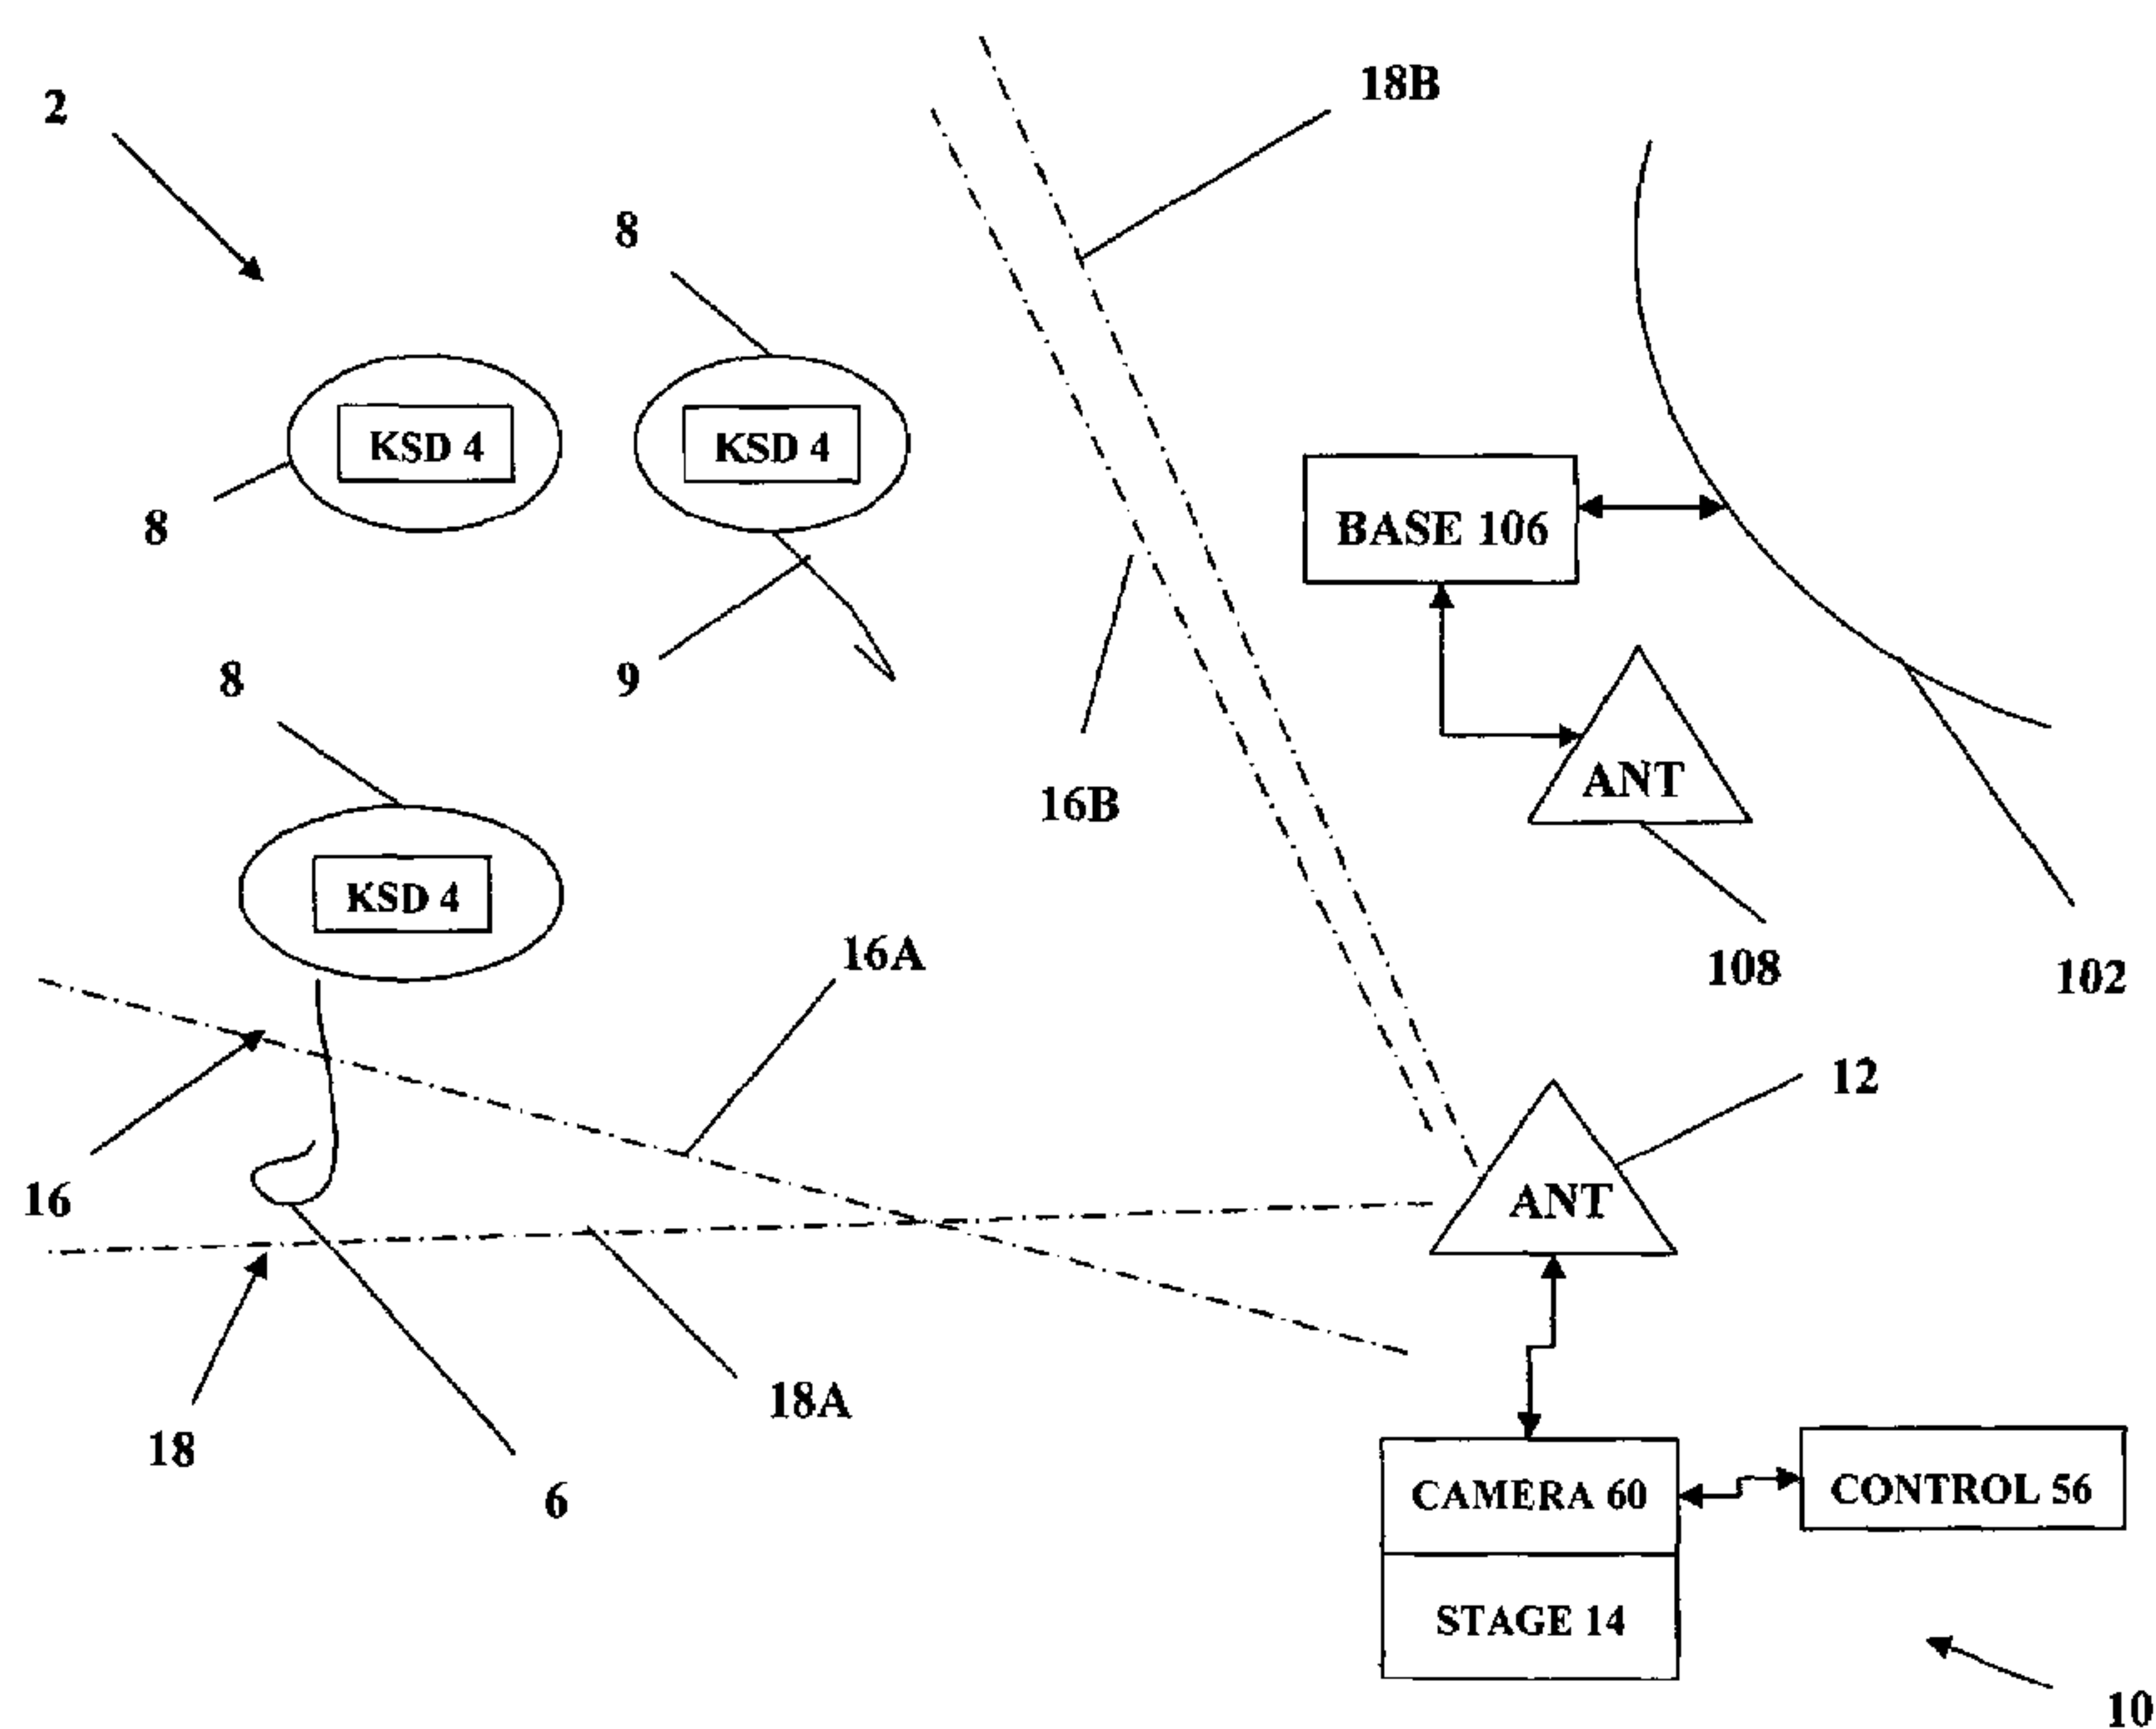 2
18B
8
KSD 4
KSD 4
8
BASE 106
9
8
16B
ANT
KSD 4
16A
108
102
12
16
ANT
18A
18
6
CAMERA 60
CONTROL 56
STAGE 14
10